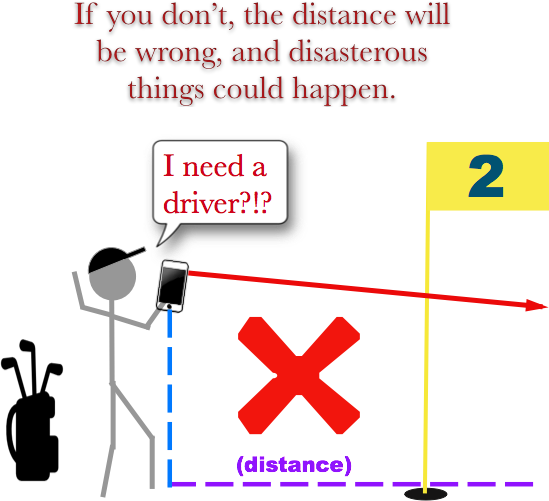 If you don't, the distance will
be wrong, and disasterous
things could happen.
I need a
driver?!?
2
(distance)